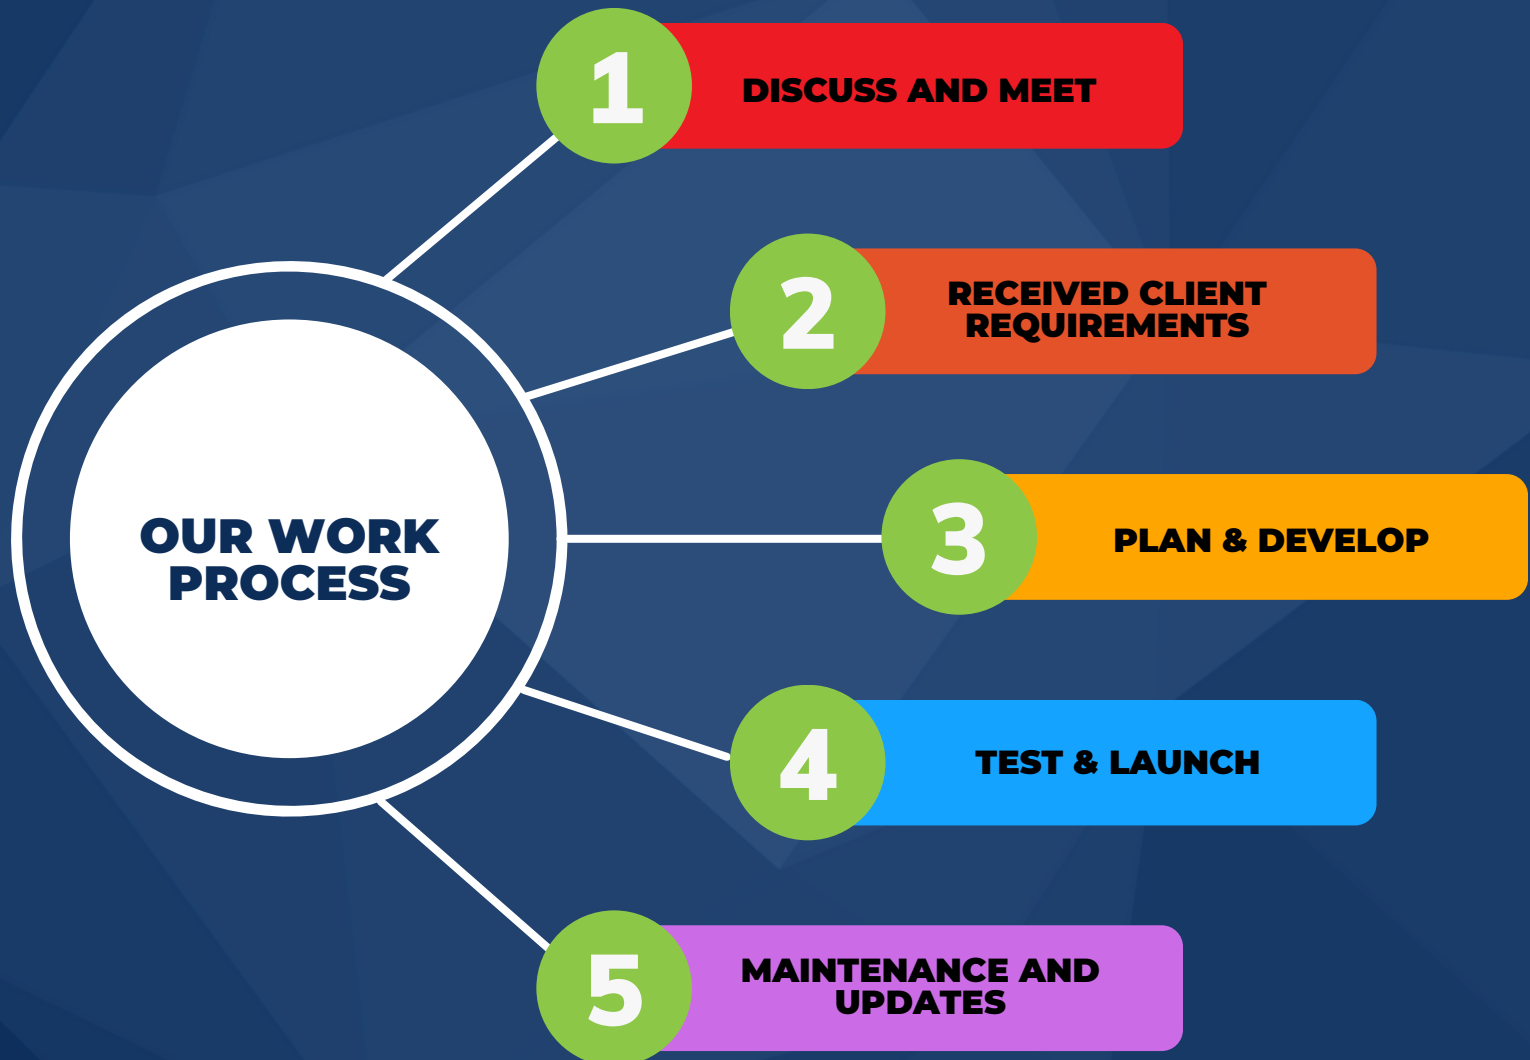 1
DISCUSS AND MEET
2
RECEIVED CLIENT
REQUIREMENTS
OUR WORK
PROCESS
3
PLAN & DEVELOP
4
TEST & LAUNCH
5
MAINTENANCE AND
UPDATES